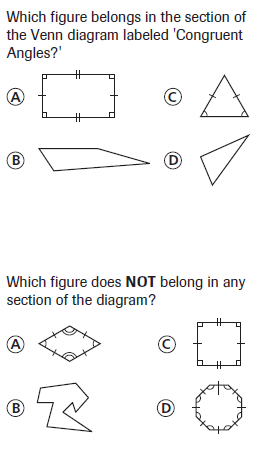 Which figure belongs in the section of
the Venn diagram labeled 'Congruent
Angles?'
A
C
B
D
Which figure does NOT belong in any
section of the diagram?
A
C
B
D